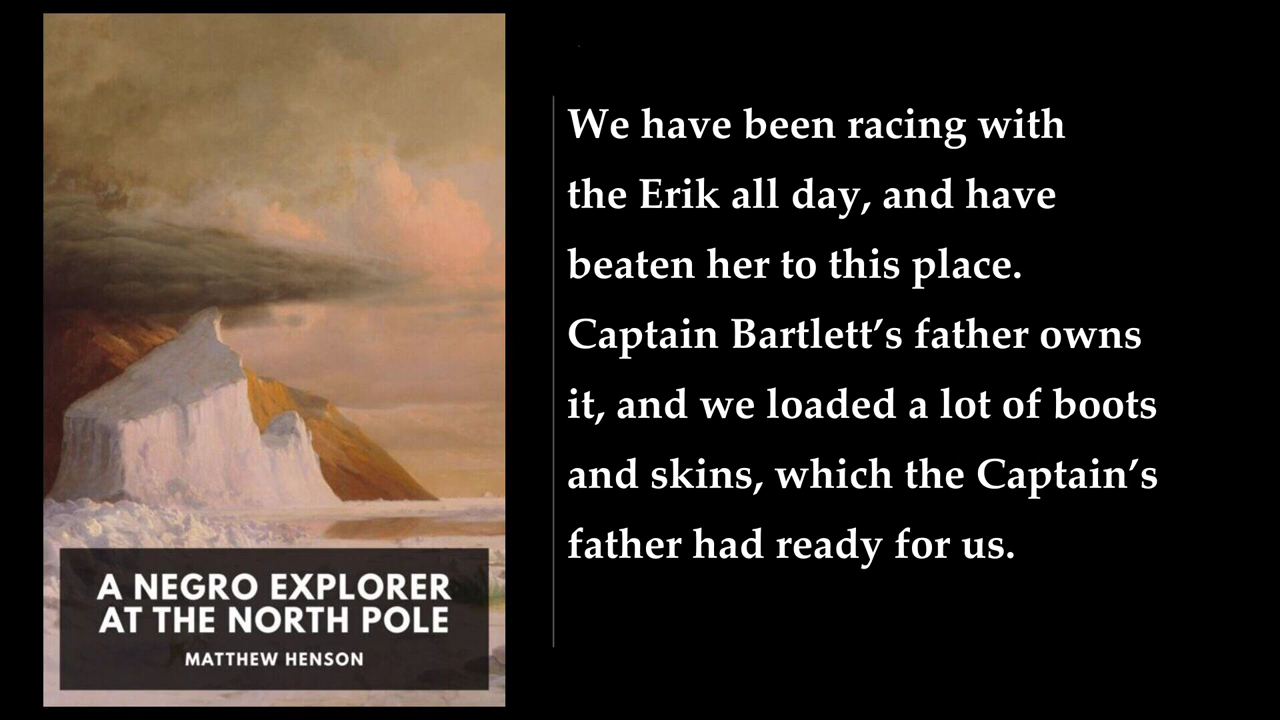 We have been racing with
the Erik all day, and have
beaten her to this place.
Captain Bartlett’s father owns
it, and we loaded a lot of boots
and skins, which the Captain’s
father had ready for us.
A NEGRO EXPLORER
AT THE NORTH POLE
MATTHEW HENSON